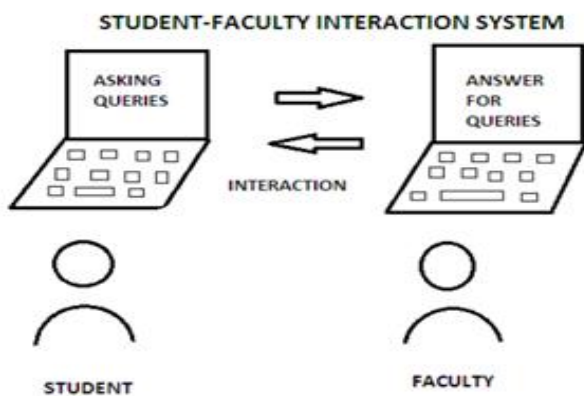 STUDENT-FACULTY INTERACTION SYSTEM
ASKING
QUERIES
ANSWER
FOR
QUERIES
INTERACTION
STUDENT
FACULTY